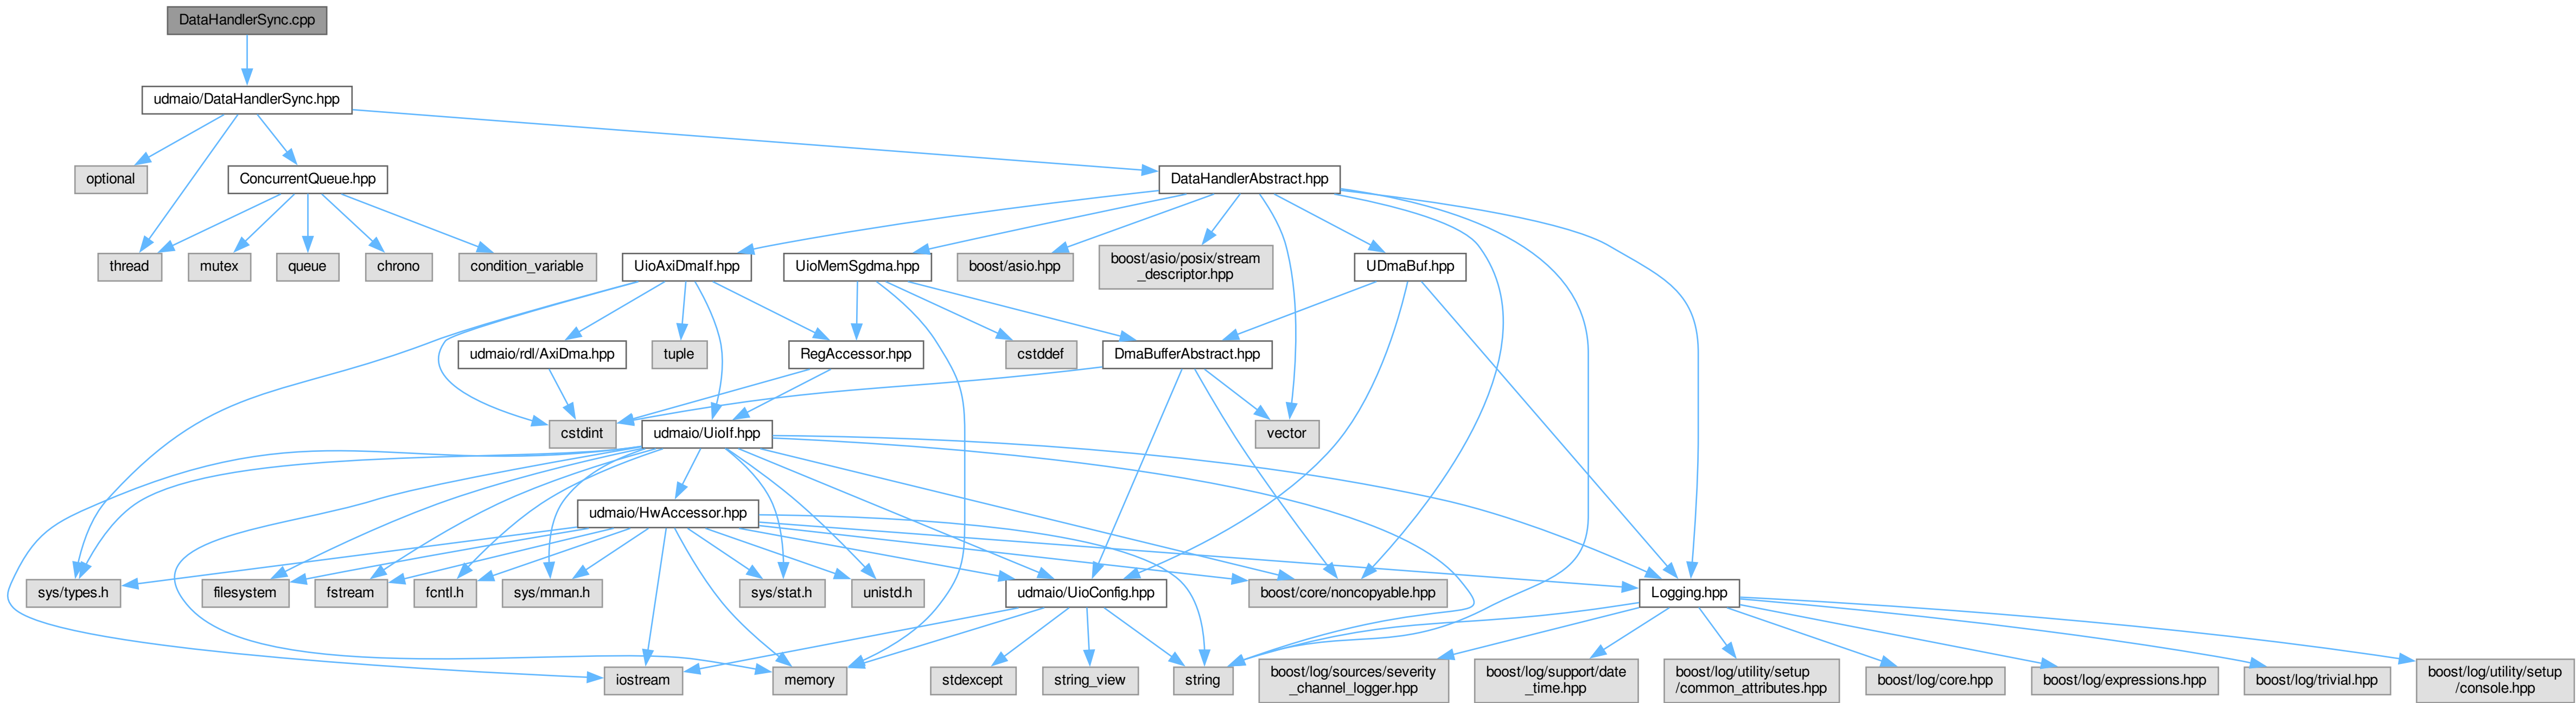 DataHandlerSync.cpp
udmaio/DataHandlerSync.hpp
optional
ConcurrentQueue.hpp
DataHandlerAbstract.hpp
thread
mutex
queue
chrono
condition_variable
UioAxiDmaIf.hpp
UioMemSgdma.hpp
boost/asio.hpp
boost/asio/posix/stream
_descriptor.hpp
UDmaBuf.hpp
udmaio/rdl/AxiDma.hpp
tuple
RegAccessor.hpp
cstddef
DmaBufferAbstract.hpp
cstdint
udmaio/UioIf.hpp
vector
udmaio/HwAccessor.hpp
sys/types.h
filesystem
fstream
fcntl.h
sys/mman.h
sys/stat.h
unistd.h
udmaio/UioConfig.hpp
boost/core/noncopyable.hpp
Logging.hpp
iostream
memory
stdexcept
string_view
string
boost/log/sources/severity
_channel_logger.hpp
boost/log/support/date
_time.hpp
boost/log/utility/setup
/common_attributes.hpp
boost/log/core.hpp
boost/log/expressions.hpp
boost/log/trivial.hpp
boost/log/utility/setup
/console.hpp